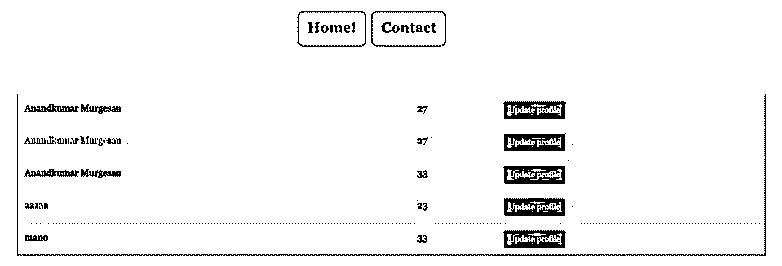 Home! Contact
Anandkumar Murgesan 27 Update profile
Anandkumar Murgesan 27 Update profile
Anandkumar Murgesan 33 Update profile
23 Update profile
mano 33 Update profile